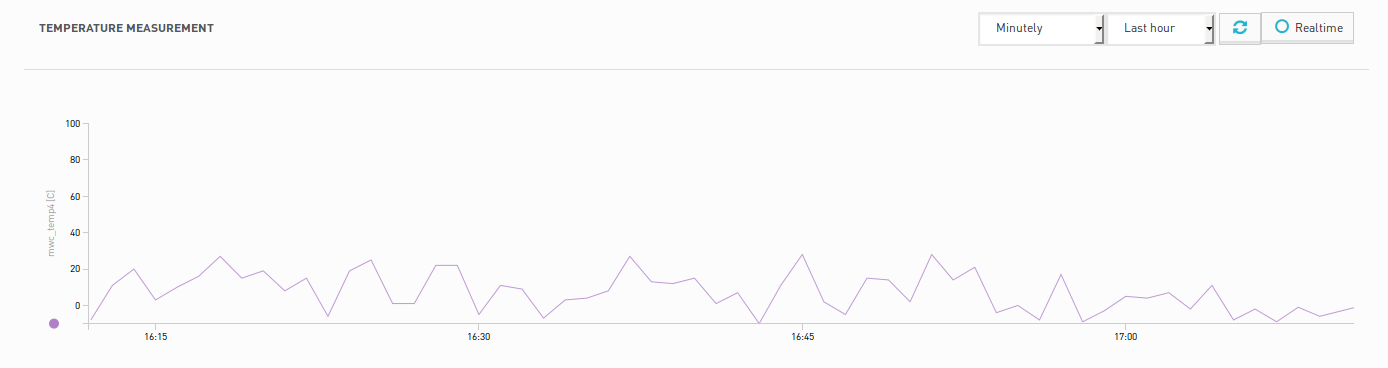 TEMPERATURE MEASUREMENT
Minutely
Last hour
Realtime
100
80
60
40
20
0
mwc_temp4 [C]
16:15
16:30
16:45
17:00